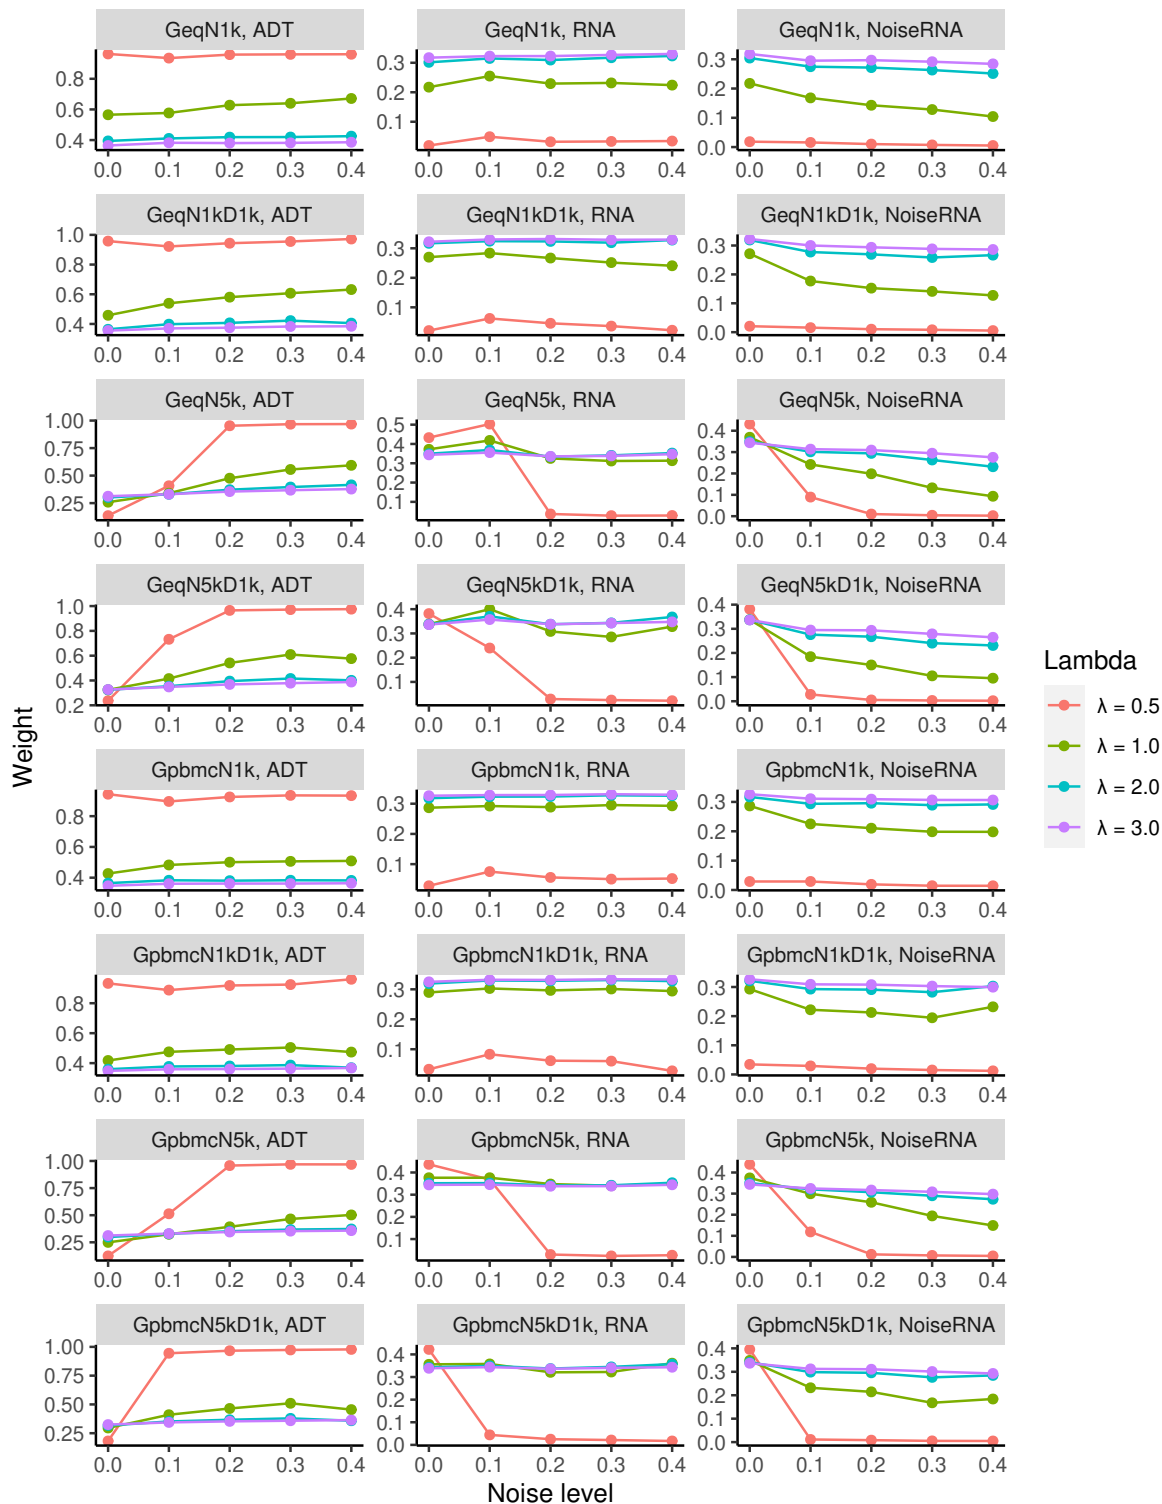 GeqN1k, ADT
GeqN1k, RNA
GeqN1k, NoiseRNA
0.8
0.6
0.4
0.3
0.2
0.1
0.3
0.2
0.1
0.0
0.0 0.1 0.2 0.3 0.4
0.0 0.1 0.2 0.3 0.4
0.0 0.1 0.2 0.3 0.4
GeqN1kD1k, ADT
GeqN1kD1k, RNA
GeqN1kD1k, NoiseRNA
1.0
0.8
0.6
0.4
0.3
0.2
0.1
0.3
0.2
0.1
0.0
0.0 0.1 0.2 0.3 0.4
0.0 0.1 0.2 0.3 0.4
0.0 0.1 0.2 0.3 0.4
GeqN5k, ADT
GeqN5k, RNA
GeqN5k, NoiseRNA
1.00
0.75
0.50
0.25
0.5
0.4
0.3
0.2
0.1
0.4
0.3
0.2
0.1
0.0
0.0 0.1 0.2 0.3 0.4
0.0 0.1 0.2 0.3 0.4
0.0 0.1 0.2 0.3 0.4
GeqN5kD1k, ADT
GeqN5kD1k, RNA
GeqN5kD1k, NoiseRNA
1.0
0.8
0.6
0.4
0.2
0.4
0.3
0.2
0.1
0.4
0.3
0.2
0.1
0.0
0.0 0.1 0.2 0.3 0.4
0.0 0.1 0.2 0.3 0.4
0.0 0.1 0.2 0.3 0.4
GpbmcN1k, ADT
GpbmcN1k, RNA
GpbmcN1k, NoiseRNA
0.8
0.6
0.4
0.3
0.2
0.1
0.3
0.2
0.1
0.0
0.0 0.1 0.2 0.3 0.4
0.0 0.1 0.2 0.3 0.4
0.0 0.1 0.2 0.3 0.4
GpbmcN1kD1k, ADT
GpbmcN1kD1k, RNA
GpbmcN1kD1k, NoiseRNA
0.8
0.6
0.4
0.3
0.2
0.1
0.3
0.2
0.1
0.0
0.0 0.1 0.2 0.3 0.4
0.0 0.1 0.2 0.3 0.4
0.0 0.1 0.2 0.3 0.4
GpbmcN5k, ADT
GpbmcN5k, RNA
GpbmcN5k, NoiseRNA
1.00
0.75
0.50
0.25
0.4
0.3
0.2
0.1
0.4
0.3
0.2
0.1
0.0
0.0 0.1 0.2 0.3 0.4
0.0 0.1 0.2 0.3 0.4
0.0 0.1 0.2 0.3 0.4
GpbmcN5kD1k, ADT
GpbmcN5kD1k, RNA
GpbmcN5kD1k, NoiseRNA
1.00
0.75
0.50
0.25
0.4
0.3
0.2
0.1
0.0
0.4
0.3
0.2
0.1
0.0
0.0 0.1 0.2 0.3 0.4
0.0 0.1 0.2 0.3 0.4
0.0 0.1 0.2 0.3 0.4
Noise level
Weight
Lambda
λ = 0.5
λ = 1.0
λ = 2.0
λ = 3.0